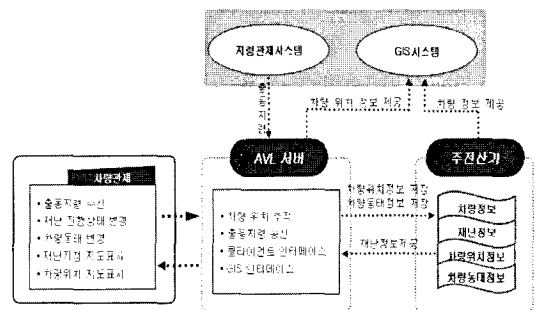 지령관제시스템
GIS시스템
출동지령
차량 위치 정보 제공
차량 정보 제공
AVL 서버
주전산기
차량관제
• 출동지령 수신
• 재난 진행상태 변경
• 차량동태 변경
• 재난지점 지도표시
• 차량위치 지도표시
• 차량 위치 추적
• 출동지령 송신
• 클라이언트 인터페이스
• GIS 인터페이스
차량위치정보 저장
차량동태정보 저장
재난정보제공
차량정보
재난정보
차량위치정보
차량동태정보